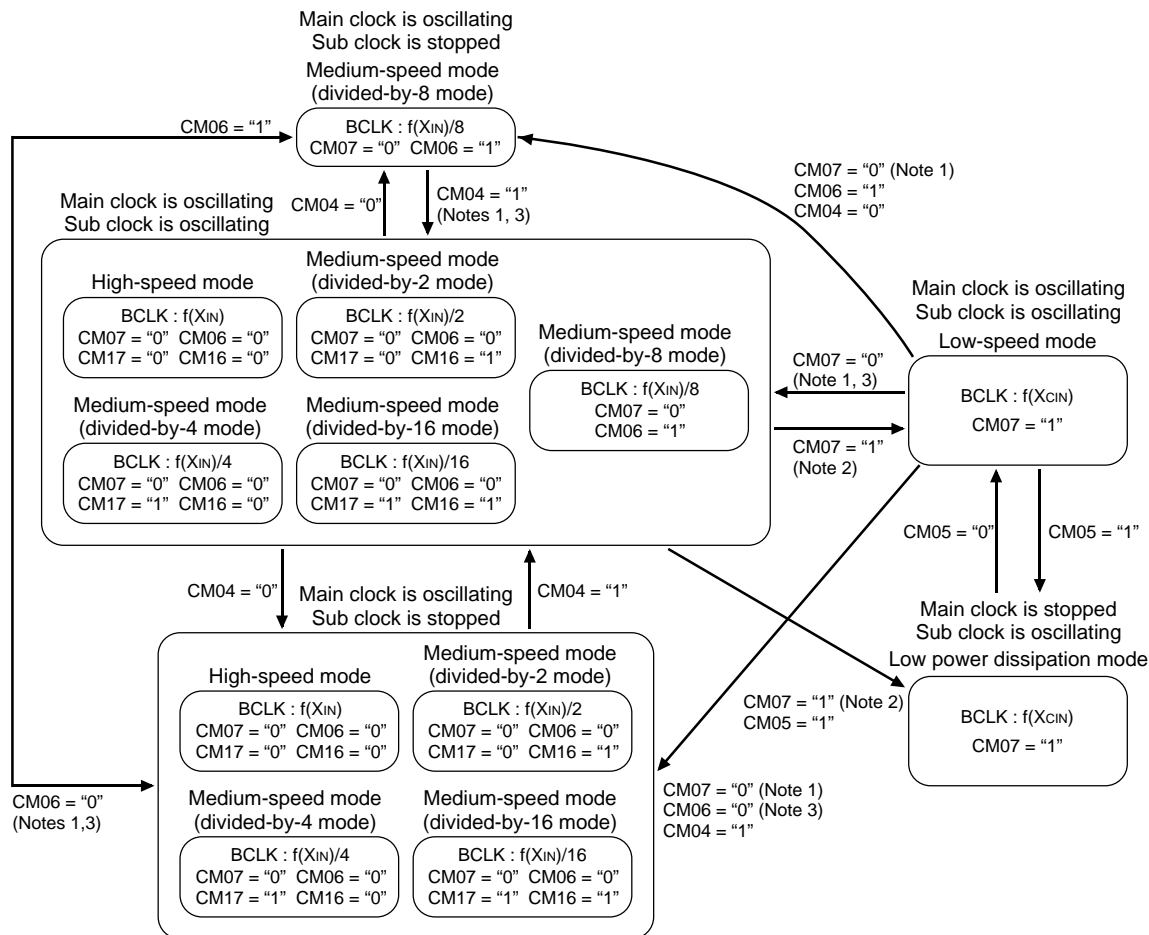 Main clock is oscillating
Sub clock is stopped
Medium-speed mode
(divided-by-8 mode)
CM06 = “1”
BCLK : f(XIN)/8
CM07 = “0” CM06 = “1”
CM07 = “0” (Note 1)
CM06 = “1”
CM04 = “0”
Main clock is oscillating
Sub clock is oscillating
CM04 = “0”
CM04 = “1”
(Notes 1, 3)
High-speed mode
BCLK : f(XIN)
CM07 = “0” CM06 = “0”
CM17 = “0” CM16 = “0”
Medium-speed mode
(divided-by-2 mode)
BCLK : f(XIN)/2
CM07 = “0” CM06 = “0”
CM17 = “0” CM16 = “1”
Medium-speed mode
(divided-by-8 mode)
BCLK : f(XIN)/8
CM07 = “0”
CM06 = “1”
Medium-speed mode
(divided-by-4 mode)
BCLK : f(XIN)/4
CM07 = “0” CM06 = “0”
CM17 = “1” CM16 = “0”
Medium-speed mode
(divided-by-16 mode)
BCLK : f(XIN)/16
CM07 = “0” CM06 = “0”
CM17 = “1” CM16 = “1”
Main clock is oscillating
Sub clock is oscillating
Low-speed mode
CM07 = “0”
(Note 1, 3)
CM07 = “1”
(Note 2)
BCLK : f(XCIN)
CM07 = “1”
CM05 = “0”
CM05 = “1”
CM04 = “0”
Main clock is oscillating
Sub clock is stopped
CM04 = “1”
Main clock is stopped
Sub clock is oscillating
Low power dissipation mode
CM07 = “1” (Note 2)
CM05 = “1”
BCLK : f(XCIN)
CM07 = “1”
High-speed mode
BCLK : f(XIN)
CM07 = “0” CM06 = “0”
CM17 = “0” CM16 = “0”
Medium-speed mode
(divided-by-2 mode)
BCLK : f(XIN)/2
CM07 = “0” CM06 = “0”
CM17 = “0” CM16 = “1”
CM06 = “0”
(Notes 1,3)
CM07 = “0” (Note 1)
CM06 = “0” (Note 3)
CM04 = “1”
Medium-speed mode
(divided-by-4 mode)
BCLK : f(XIN)/4
CM07 = “0” CM06 = “0”
CM17 = “1” CM16 = “0”
Medium-speed mode
(divided-by-16 mode)
BCLK : f(XIN)/16
CM07 = “0” CM06 = “0”
CM17 = “1” CM16 = “1”